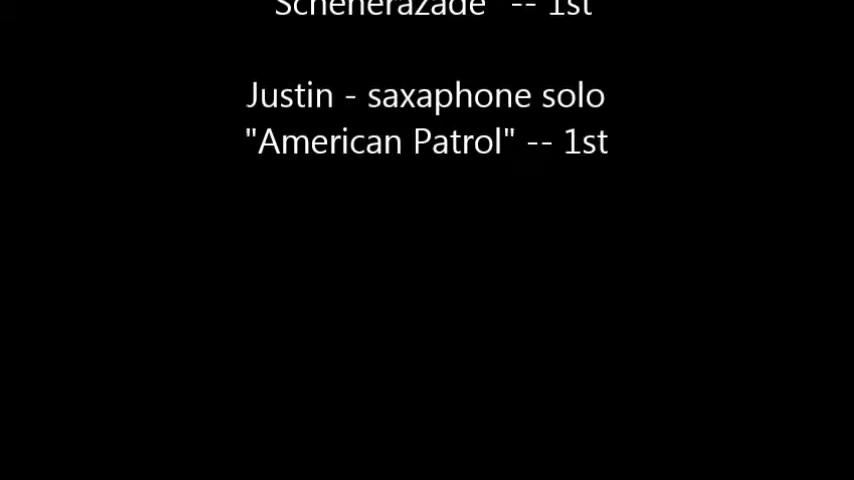 Scheherazade" -- 1st
Justin - saxaphone solo
"American Patrol" -- 1st